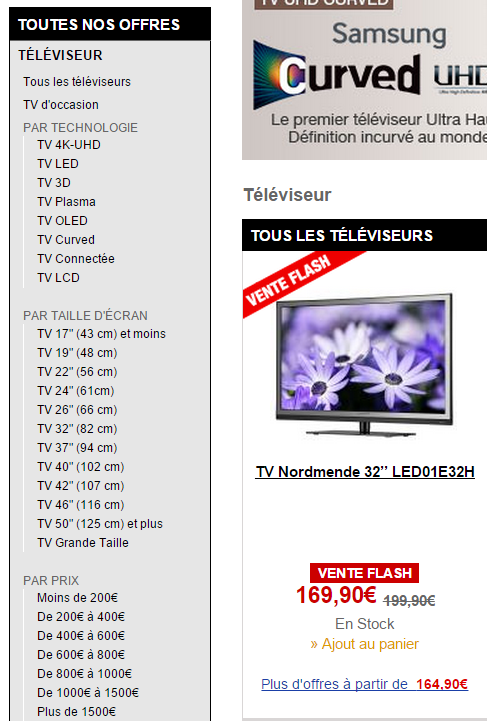 TOUTES NOS OFFRES
TÉLÉVISEUR
Tous les téléviseurs
TV d'occasion
PAR TECHNOLOGIE
TV 4K-UHD
TV LED
TV 3D
TV Plasma
TV OLED
TV Curved
TV Connectée
TV LCD
PAR TAILLE D'ÉCRAN
TV 17" (43 cm) et moins
TV 19" (48 cm)
TV 22" (56 cm)
TV 24" (61cm)
TV 26" (66 cm)
TV 32" (82 cm)
TV 37" (94 cm)
TV 40" (102 cm)
TV 42" (107 cm)
TV 46" (116 cm)
TV 50" (125 cm) et plus
TV Grande Taille
PAR PRIX
Moins de 200€
De 200€ à 400€
De 400€ à 600€
De 600€ à 800€
De 800€ à 1000€
De 1000€ à 1500€
Plus de 1500€
TV UHD CURVED
Samsung
Curved UHD
Le premier téléviseur Ultra Hau
Définition incurvé au monde
Téléviseur
TOUS LES TÉLÉVISEURS
VENTE FLASH
TV Nordmende 32’’ LED01E32H
VENTE FLASH
169,90€ 199,90€
En Stock
» Ajout au panier
Plus d'offres à partir de 164,90€